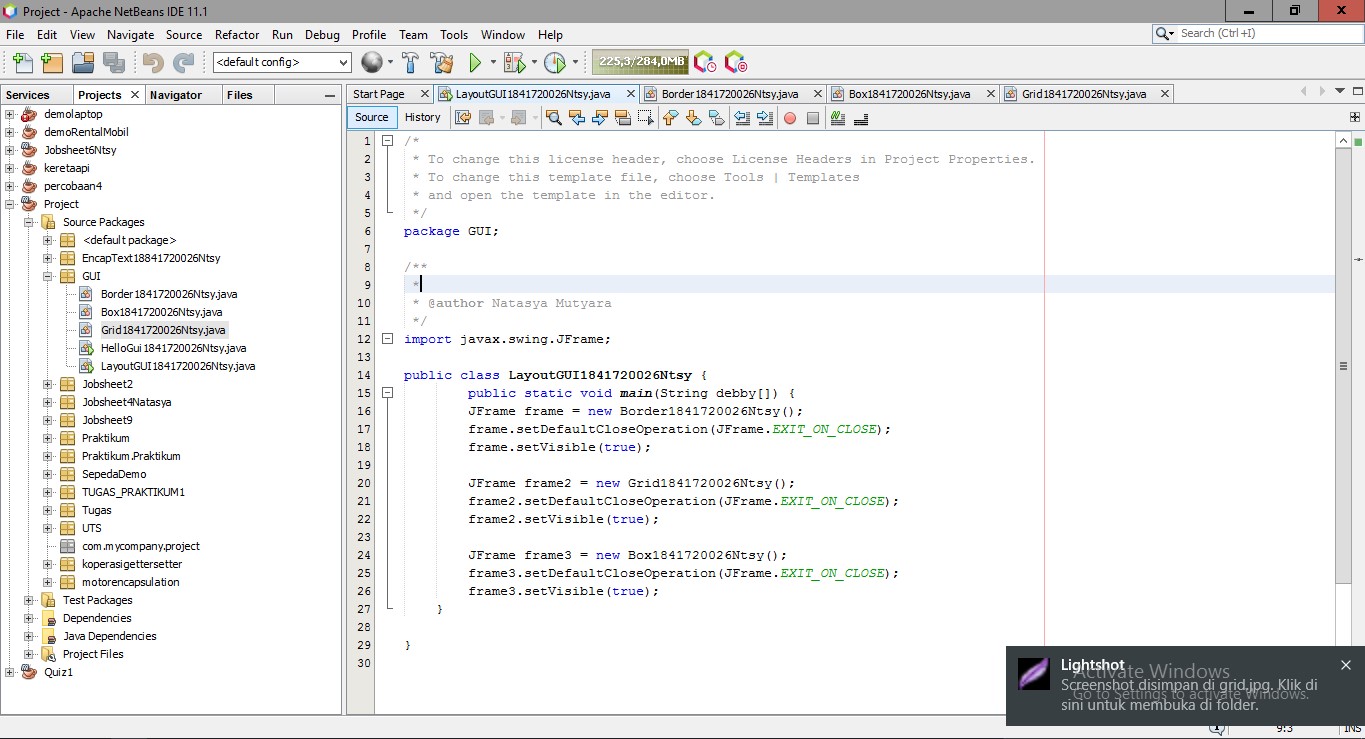 Project - Apache NetBeans IDE 11.1
File Edit View Navigate Source Refactor Run Debug Profile Team Tools Window Help
Search (Ctrl+I)
<default config>
225,3/284,0MB
Services Projects Navigator Files
Start Page LayoutGUI1841720026Ntsy.java Border1841720026Ntsy.java Box1841720026Ntsy.java Grid1841720026Ntsy.java
Source History
demolaptop
demoRentalMobil
Jobsheet6Ntsy
keretaapi
percobaan4
Project
Source Packages
<default package>
EncapText18841720026Ntsy
GUI
Border1841720026Ntsy.java
Box1841720026Ntsy.java
Grid1841720026Ntsy.java
HelloGui1841720026Ntsy.java
LayoutGUI1841720026Ntsy.java
Jobsheet2
Jobsheet4Natasya
Jobsheet9
Praktikum
Praktikum.Praktikum
SepedaDemo
TUGAS_PRAKTIKUM1
Tugas
UTS
com.mycompany.project
koperasigettersetter
motorencapsulation
Test Packages
Dependencies
Java Dependencies
Project Files
Quiz1
1 /*
2 * To change this license header, choose License Headers in Project Properties.
3 * To change this template file, choose Tools | Templates
4 * and open the template in the editor.
5 */
6 package GUI;
7
8 /**
9 *
10 * @author Natasya Mutyara
11 */
12 import javax.swing.JFrame;
13
14 public class LayoutGUI1841720026Ntsy {
15 public static void main(String debby[]) {
16 JFrame frame = new Border1841720026Ntsy();
17 frame.setDefaultCloseOperation(JFrame.EXIT_ON_CLOSE);
18 frame.setVisible(true);
19
20 JFrame frame2 = new Grid1841720026Ntsy();
21 frame2.setDefaultCloseOperation(JFrame.EXIT_ON_CLOSE);
22 frame2.setVisible(true);
23
24 JFrame frame3 = new Box1841720026Ntsy();
25 frame3.setDefaultCloseOperation(JFrame.EXIT_ON_CLOSE);
26 frame3.setVisible(true);
27 }
28
29 }
30
Lightshot
Activate Windows
Screenshot disimpan di grid.jpg. Klik di
Go to Settings to activate Windows.
sini untuk membuka di folder.
9:3 INS